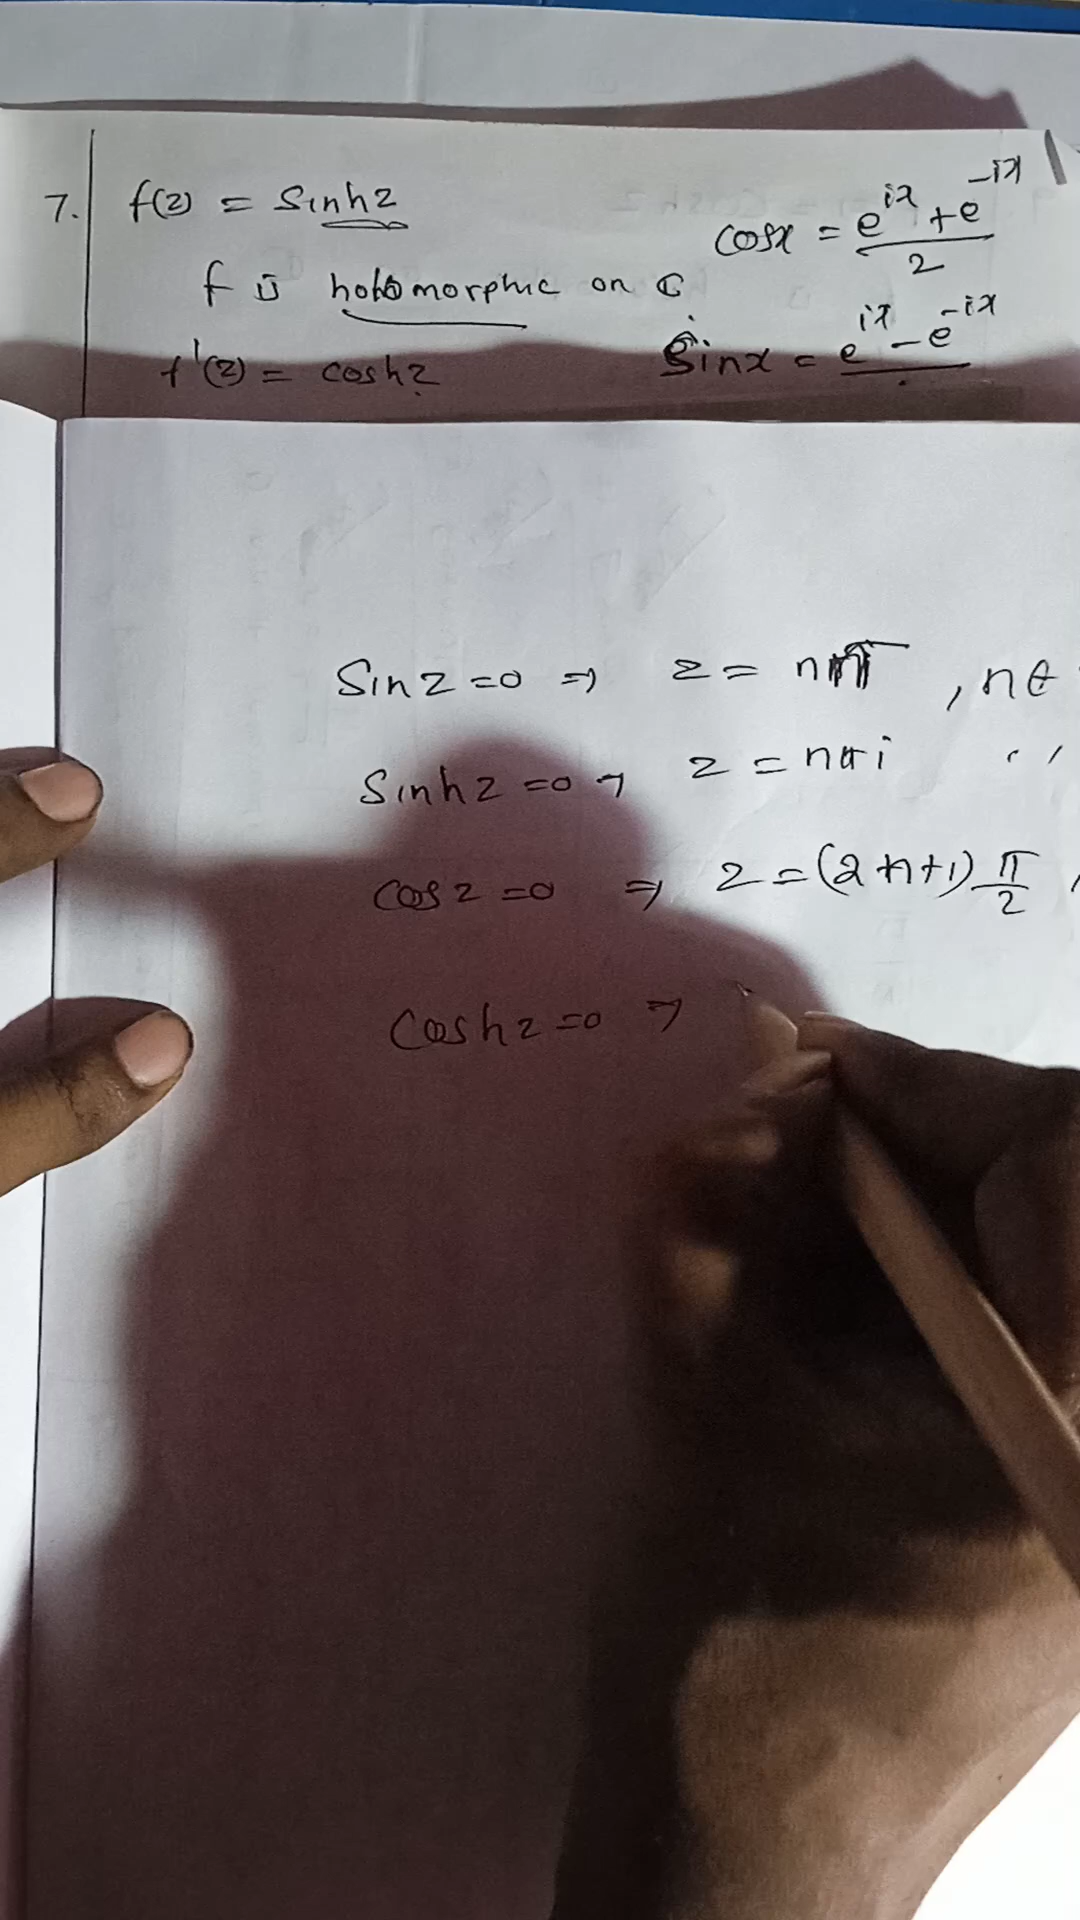 7. f(z) = Sinhz
cosx = e^{ix} + e^{-ix} / 2
f is holomorphic on ℂ
Sinx = e^{ix} - e^{-ix}
f'(z) = coshz
Sinz = 0 ⇒ z = nπ , n ∈
Sinhz = 0 ⇒ z = nπi
cosz = 0 ⇒ z = (2n+1) π/2 ,
Coshz = 0 ⇒